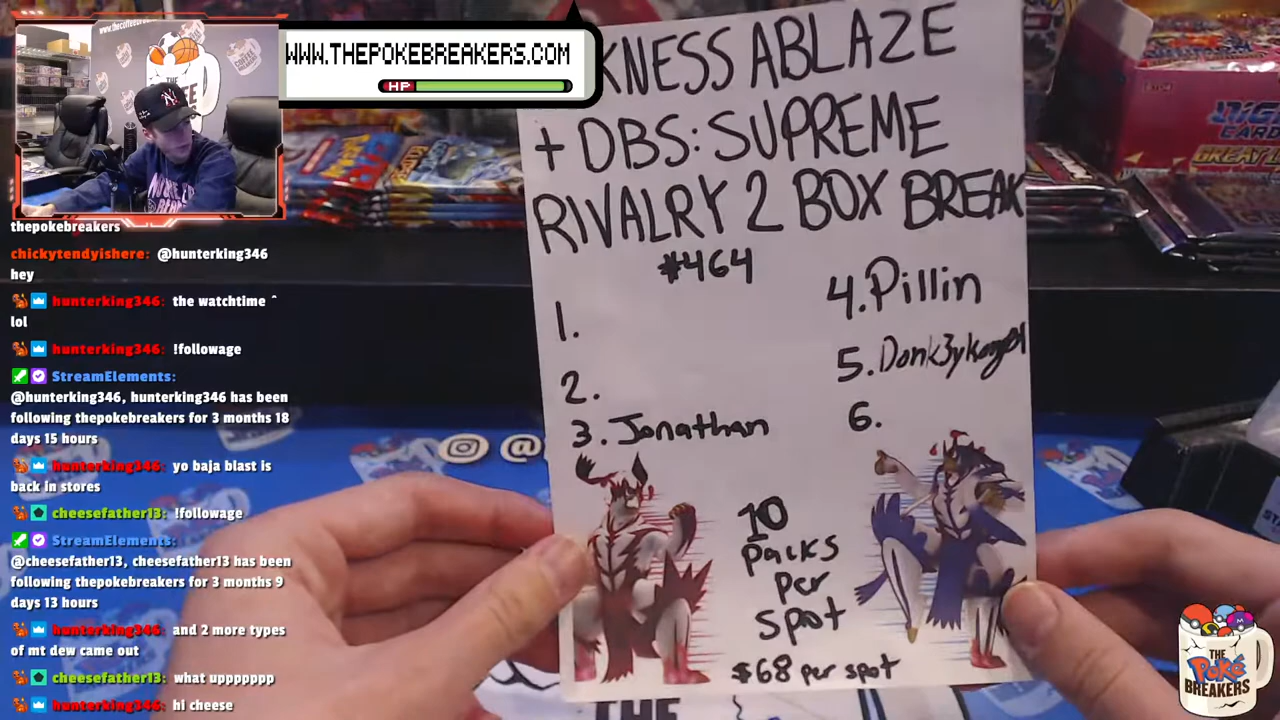 WWW.THEPOKEBREAKERS.COM
HP
KNESS ABLAZE
+ DBS: SUPREME
RIVALRY 2 BOX BREAK
#464
1.
2.
3. Jonathan
4. Pillin
5.
6.
10
Packs
Per
Spot
$68 per spot
thepokebreakers
chickytendyishere: @hunterking346
hey
hunterking346: the watchtime ^
lol
hunterking346: !followage
StreamElements:
@hunterking346, hunterking346 has been
following thepokebreakers for 3 months 18
days 15 hours
hunterking346: yo baja blast is
back in stores
cheesefather13: !followage
StreamElements:
@cheesefather13, cheesefather13 has been
following thepokebreakers for 3 months 9
days 13 hours
hunterking346: and 2 more types
of mt dew came out
cheesefather13: what uppppppp
hunterking346: hi cheese
THE
THE
POKÉ
BREAKERS